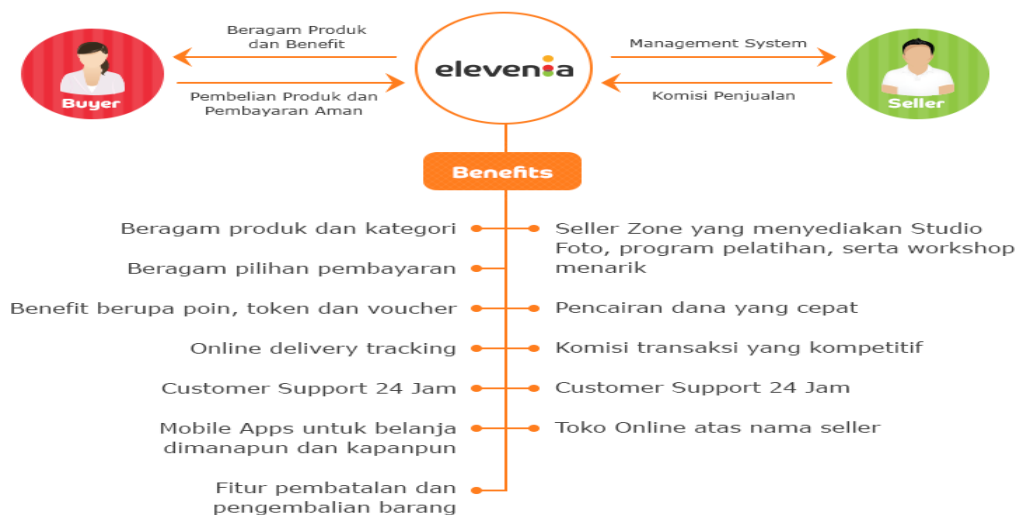 Beragam Produk
dan Benefit
Pembelian Produk dan
Pembayaran Aman
Buyer
elevenia
Management System
Komisi Penjualan
Seller
Benefits
Beragam produk dan kategori
Beragam pilihan pembayaran
Benefit berupa poin, token dan voucher
Online delivery tracking
Customer Support 24 Jam
Mobile Apps untuk belanja
dimanapun dan kapanpun
Fitur pembatalan dan
pengembalian barang
Seller Zone yang menyediakan Studio
Foto, program pelatihan, serta workshop
menarik
Pencairan dana yang cepat
Komisi transaksi yang kompetitif
Customer Support 24 Jam
Toko Online atas nama seller